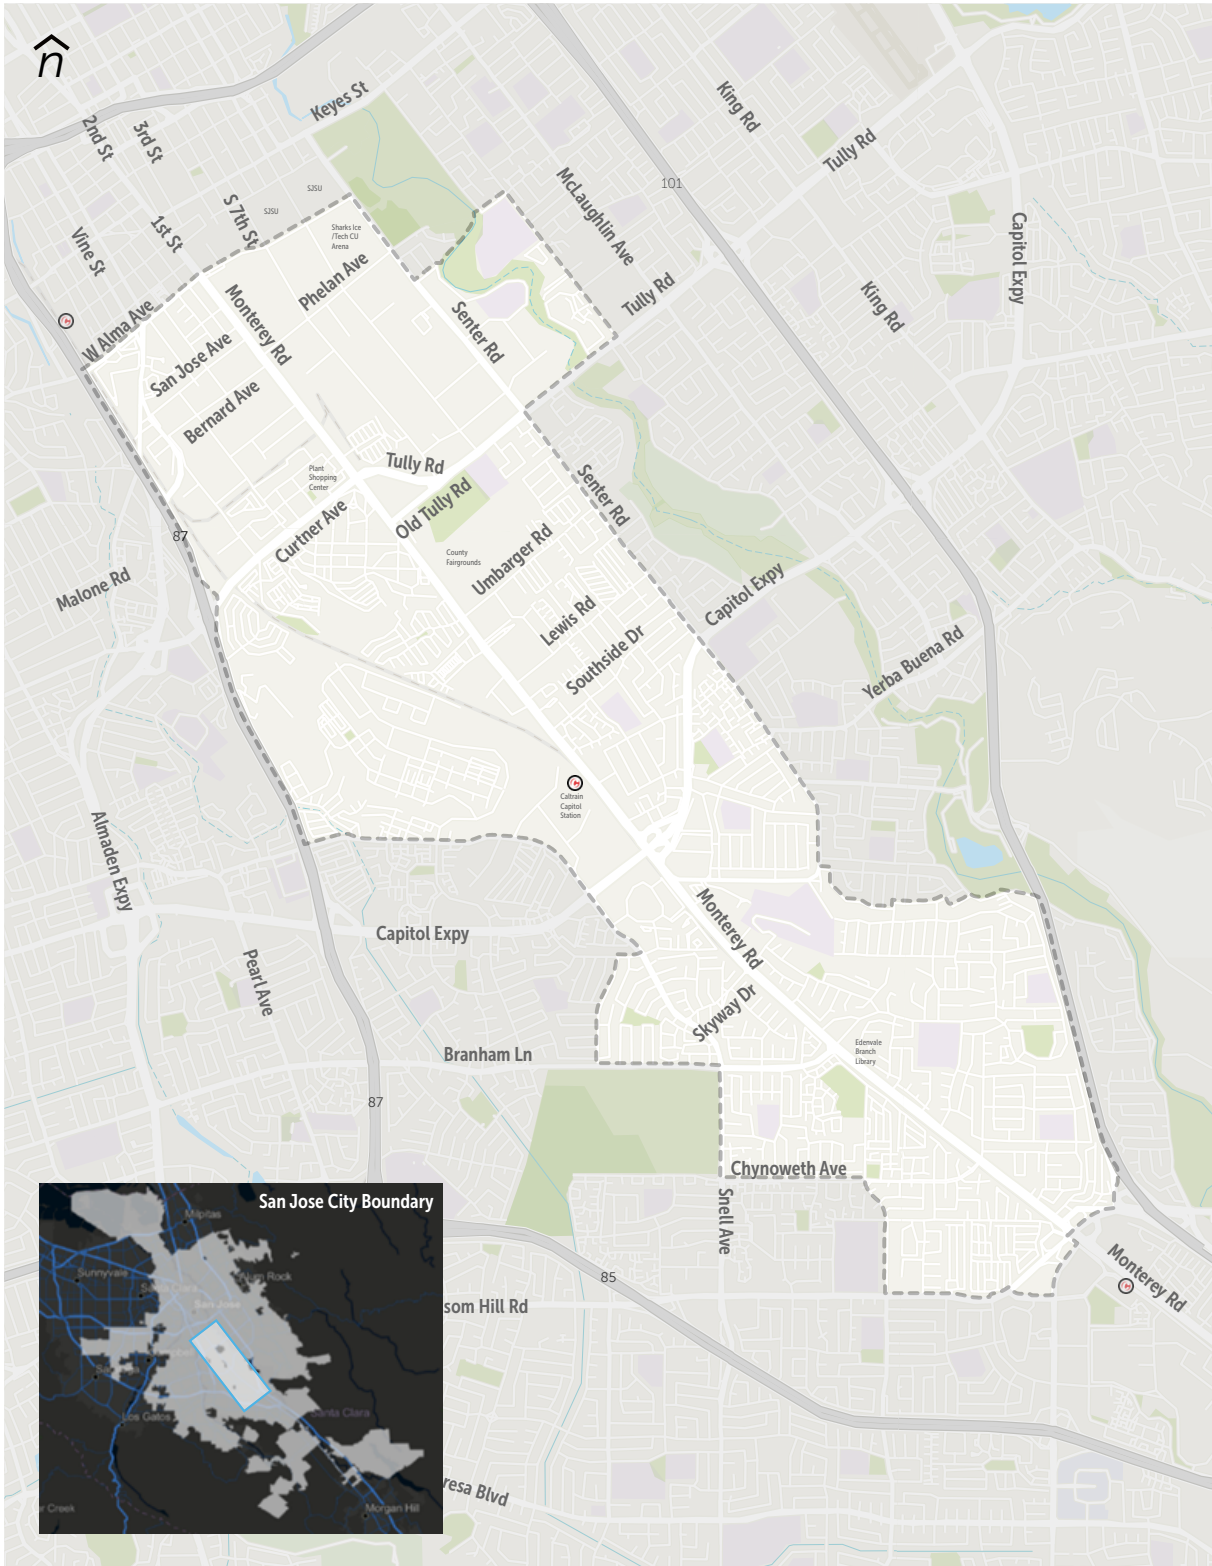 n
Keyes St
King Rd
2nd St
3rd St
Tully Rd
101
McLaughlin Ave
SJSU
SJSU
S 7th St
1st St
Vine St
Sharks Ice
/Tech CU
Arena
Capitol Expy
Phelan Ave
Monterey Rd
Tully Rd
King Rd
W Alma Ave
San Jose Ave
Senter Rd
Bernard Ave
Plant
Shopping
Center
Tully Rd
Old Tully Rd
Senter Rd
Curtner Ave
87
County
Fairgrounds
Umbarger Rd
Malone Rd
Capitol Expy
Lewis Rd
Southside Dr
Yerba Buena Rd
Caltrain
Capitol
Station
Almaden Expy
Capitol Expy
Monterey Rd
Pearl Ave
Skyway Dr
Branham Ln
Edenvale
Branch
Library
87
Chynoweth Ave
Snell Ave
San Jose City Boundary
Milpitas
Sunnyvale
Alum Rock
Santa Clara
San Jose
85
Monterey Rd
som Hill Rd
Los Gatos
Santa Clara
resa Blvd
er Creek
Morgan Hill